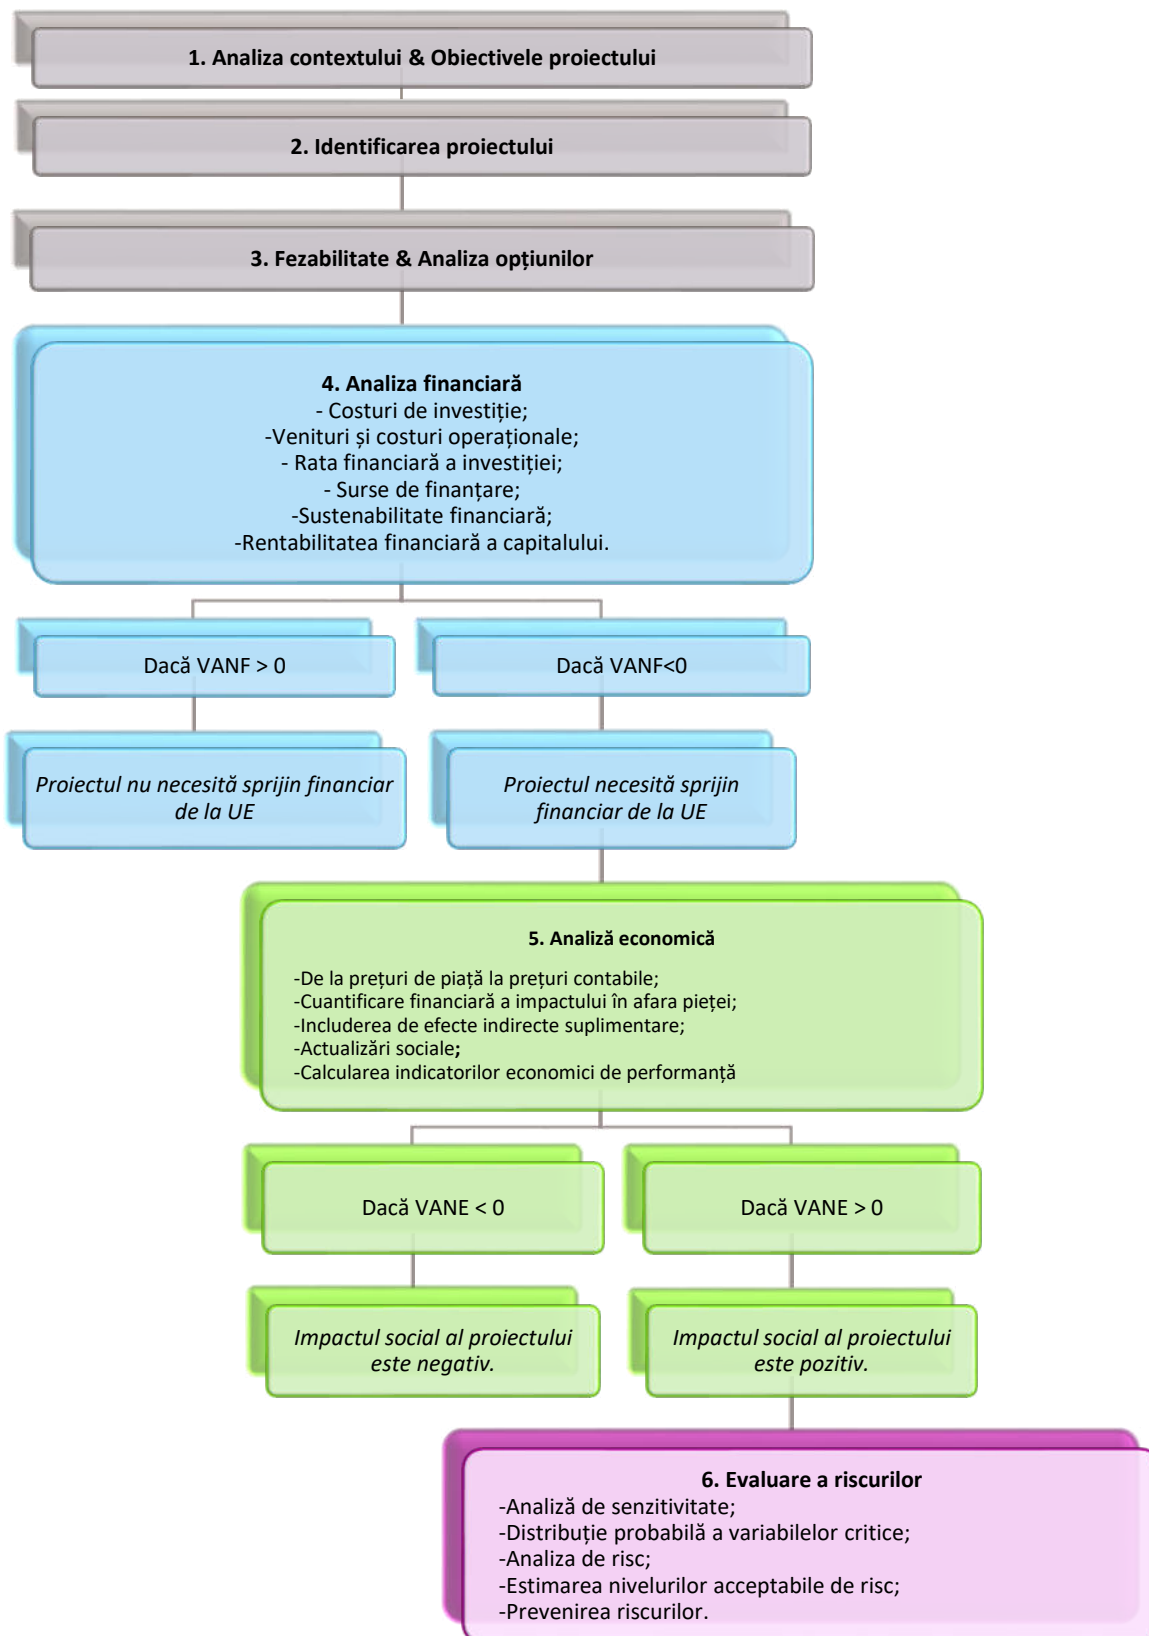 1. Analiza contextului & Obiectivele proiectului
2. Identificarea proiectului
3. Fezabilitate & Analiza opțiunilor
4. Analiza financiară
- Costuri de investiție;
-Venituri și costuri operaționale;
- Rata financiară a investiției;
- Surse de finanțare;
-Sustenabilitate financiară;
-Rentabilitatea financiară a capitalului.
Dacă VANF > 0
Dacă VANF<0
Proiectul nu necesită sprijin financiar
de la UE
Proiectul necesită sprijin
financiar de la UE
5. Analiză economică
-De la prețuri de piață la prețuri contabile;
-Cuantificare financiară a impactului în afara pieței;
-Includerea de efecte indirecte suplimentare;
-Actualizări sociale;
-Calcularea indicatorilor economici de performanță
Dacă VANE < 0
Dacă VANE > 0
Impactul social al proiectului
este negativ.
Impactul social al proiectului
este pozitiv.
6. Evaluare a riscurilor
-Analiză de senzitivitate;
-Distribuție probabilă a variabilelor critice;
-Analiza de risc;
-Estimarea nivelurilor acceptabile de risc;
-Prevenirea riscurilor.